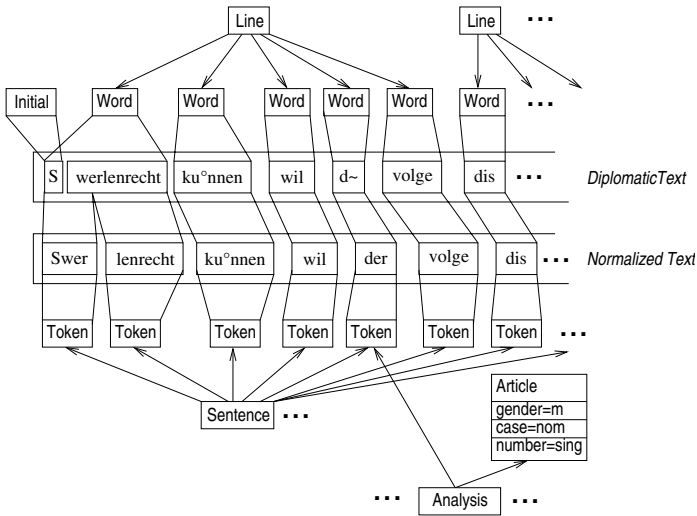 Line Line ...
Initial Word Word Word Word Word Word ...
S werlenrecht ku°nnen wil d~ volge dis ... DiplomaticText
Swer lenrecht ku°nnen wil der volge dis ... Normalized Text
Token Token Token Token Token Token Token ...
Sentence ...
Article
gender=m
case=nom
number=sing
... Analysis ...